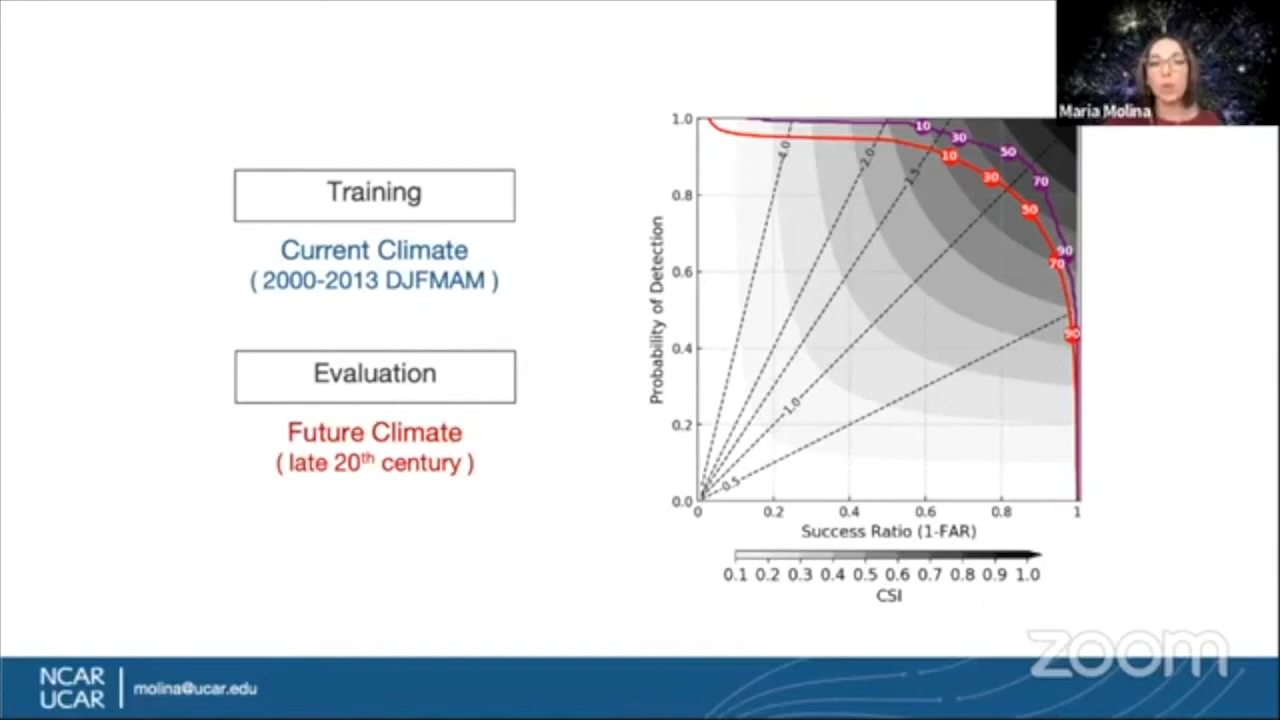 Maria Molina
Training
Current Climate
( 2000-2013 DJFMAM )
Evaluation
Future Climate
( late 20th century )
1.0
0.8
0.6
0.4
0.2
0.0
Probability of Detection
4.0
2.0
1.5
1.0
0.5
10
30
50
70
90
10
30
50
70
90
0
0.2
0.4
0.6
0.8
1
Success Ratio (1-FAR)
0.1 0.2 0.3 0.4 0.5 0.6 0.7 0.8 0.9 1.0
CSI
zoom
NCAR
UCAR
molina@ucar.edu